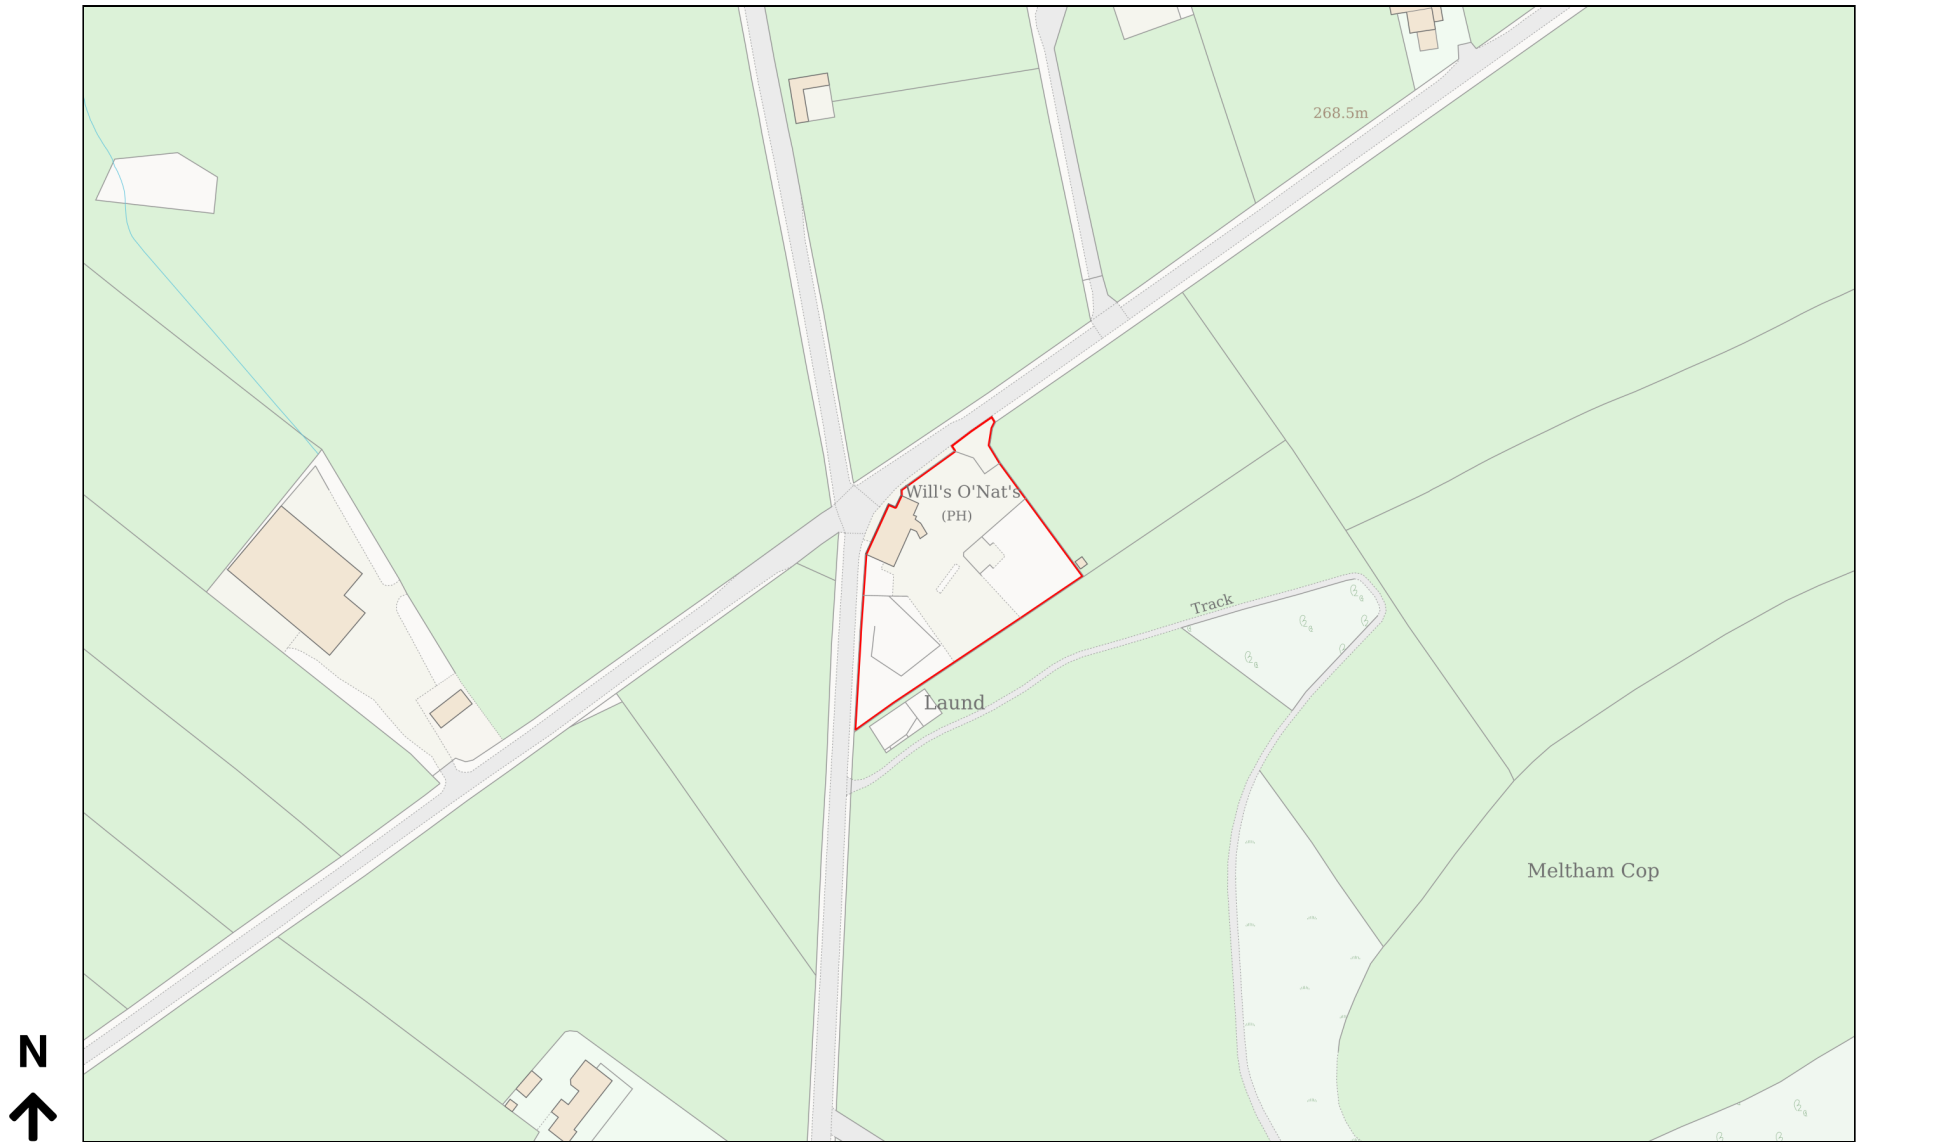 268.5m
Will's O'Nat's
(PH)
Track
Laund
Meltham Cop
N